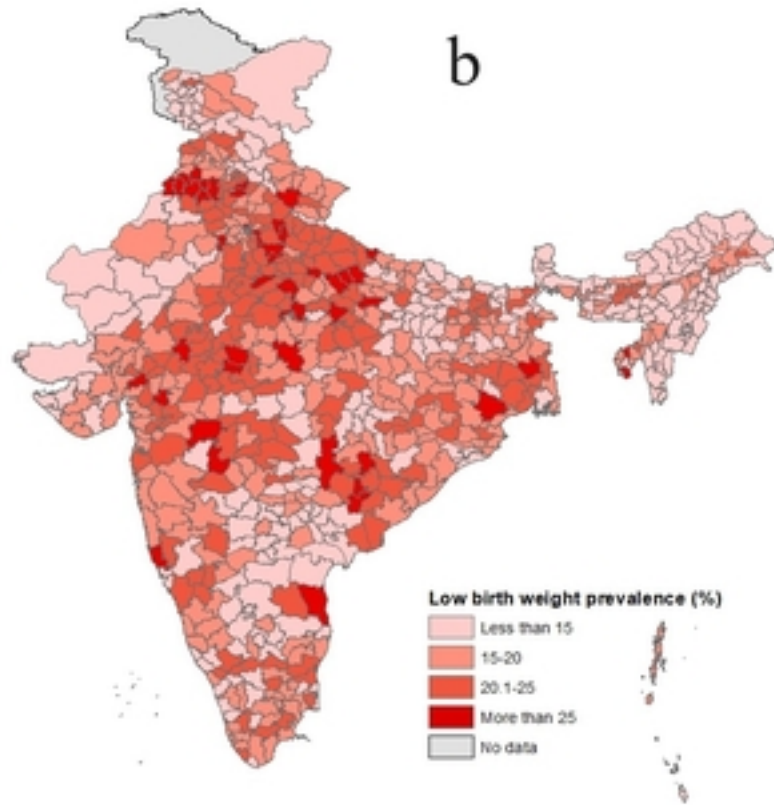 b
Low birth weight prevalence (%)
Less than 15
15-20
20.1-25
More than 25
No data